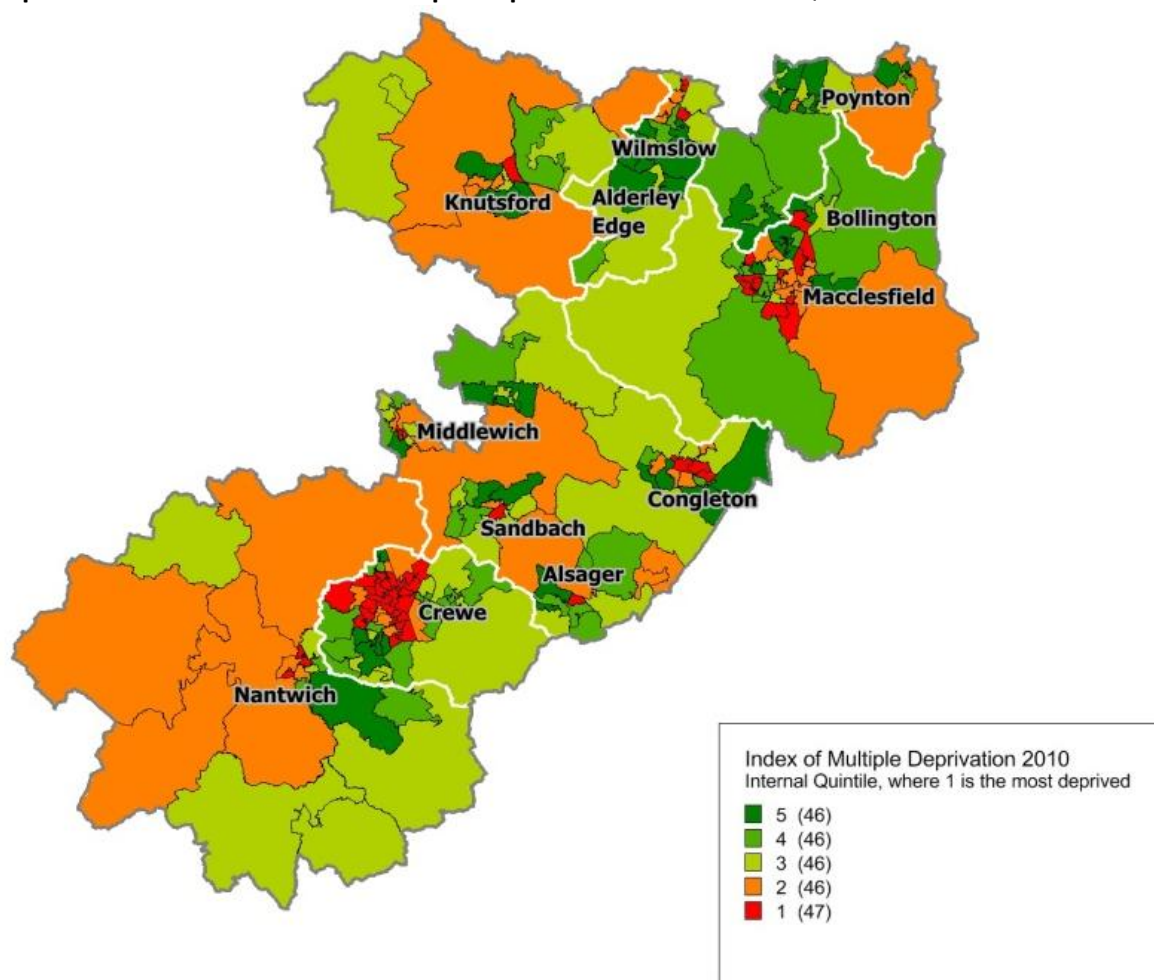 Poynton
Wilmslow
Knutsford
Alderley
Edge
Bollington
Macclesfield
Middlewich
Congleton
Sandbach
Alsager
Crewe
Nantwich
Index of Multiple Deprivation 2010
Internal Quintile, where 1 is the most deprived
5 (46)
4 (46)
3 (46)
2 (46)
1 (47)